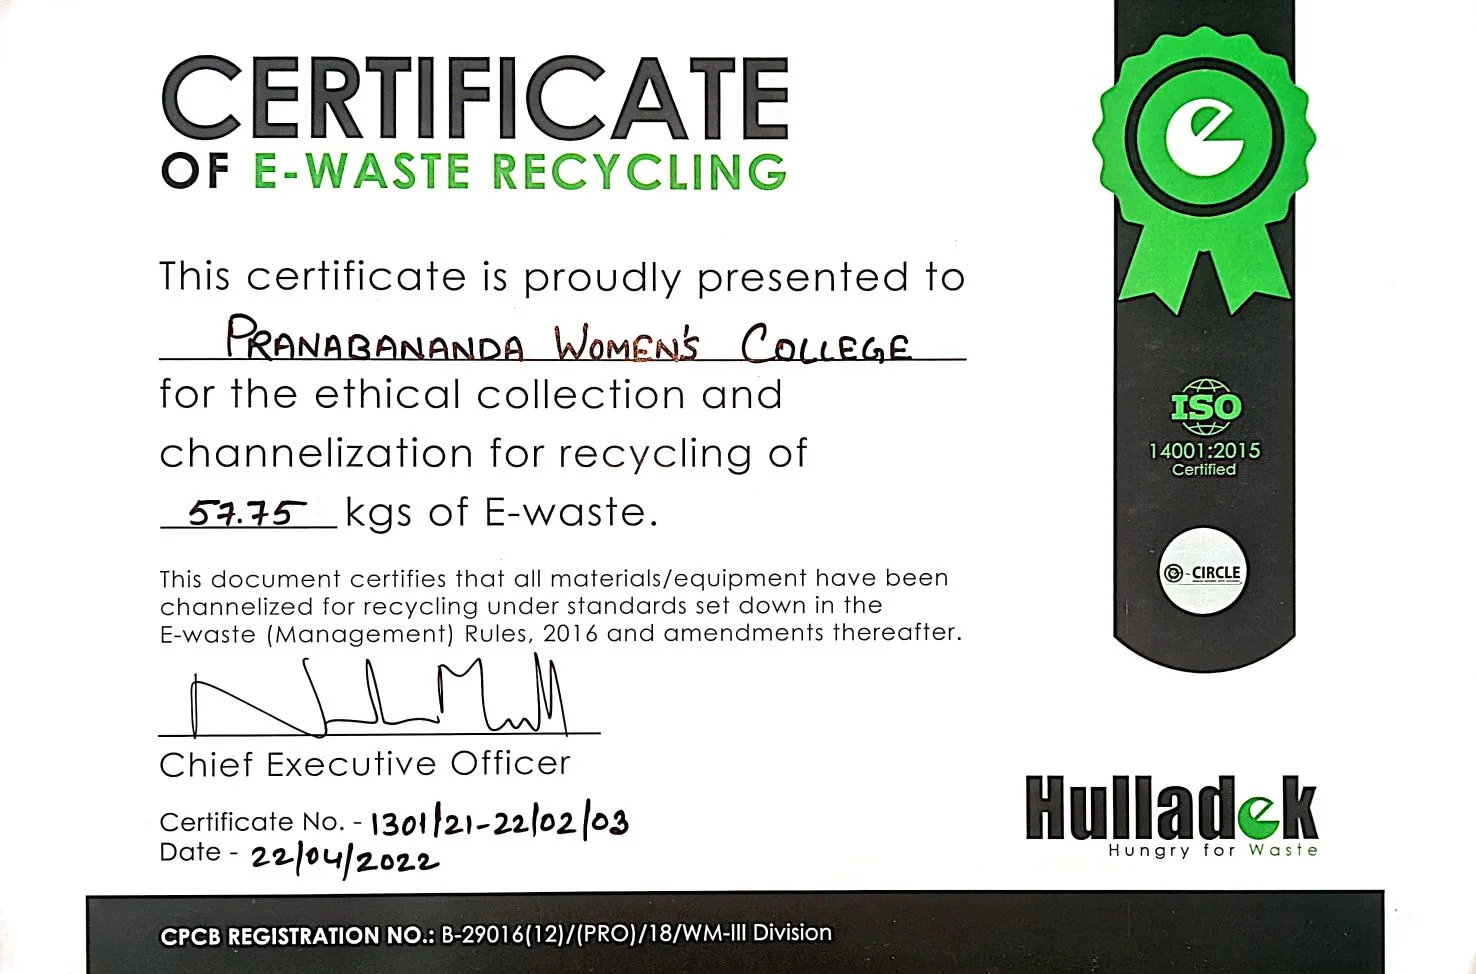 CERTIFICATE
OF E-WASTE RECYCLING
This certificate is proudly presented to
PRANABANANDA WOMEN'S COLLEGE
for the ethical collection and
channelization for recycling of
57.75 kgs of E-waste.
This document certifies that all materials/equipment have been
channelized for recycling under standards set down in the
E-waste (Management) Rules, 2016 and amendments thereafter.
Chief Executive Officer
Certificate No. - 1301/21-22/02/03
Date - 22/04/2022
CPCB REGISTRATION NO.: B-29016(12)/(PRO)/18/WM-III Division
e
ISO
14001:2015
Certified
e-CIRCLE
Hulladek
Hungry for Waste